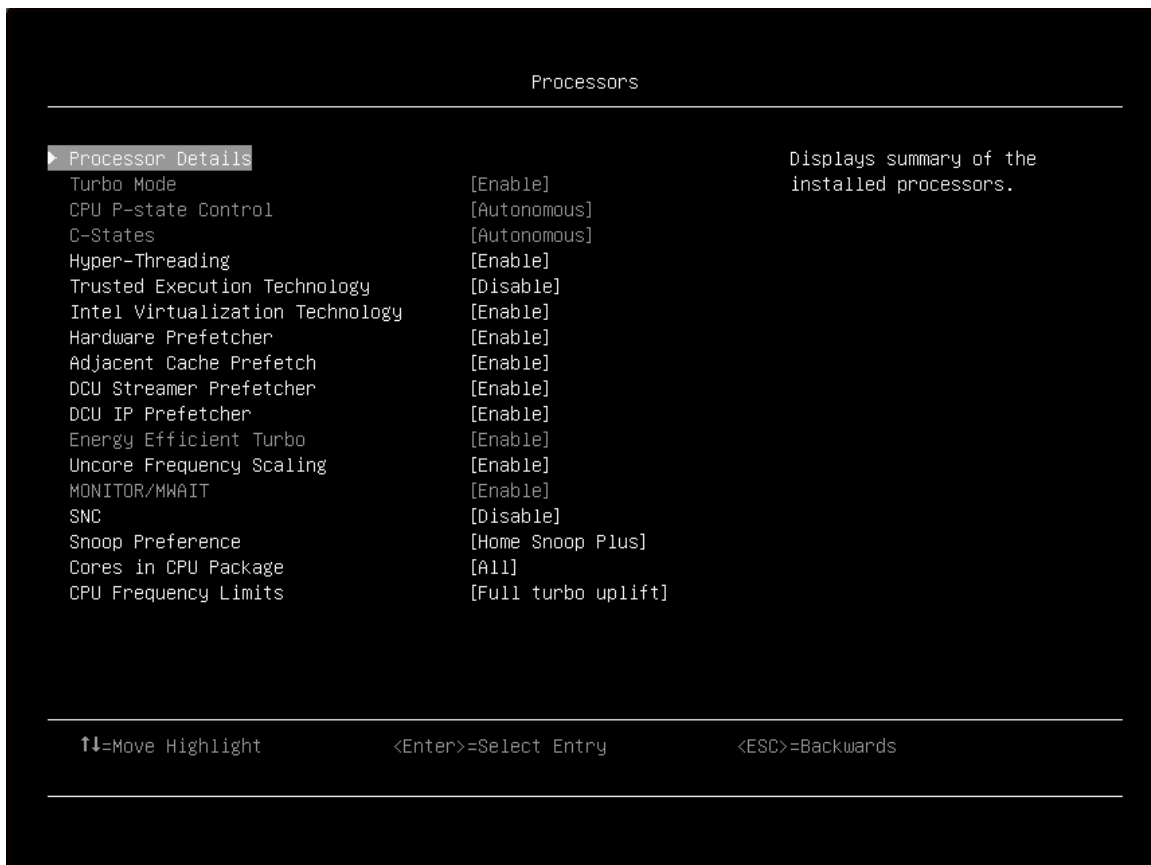 Processors
Processor Details
Displays summary of the
Turbo Mode [Enable]
installed processors.
CPU P-state Control [Autonomous]
C-States [Autonomous]
Hyper-Threading [Enable]
Trusted Execution Technology [Disable]
Intel Virtualization Technology [Enable]
Hardware Prefetcher [Enable]
Adjacent Cache Prefetch [Enable]
DCU Streamer Prefetcher [Enable]
DCU IP Prefetcher [Enable]
Energy Efficient Turbo [Enable]
Uncore Frequency Scaling [Enable]
MONITOR/MWAIT [Enable]
SNC [Disable]
Snoop Preference [Home Snoop Plus]
Cores in CPU Package [All]
CPU Frequency Limits [Full turbo uplift]
↑↓=Move Highlight <Enter>=Select Entry <ESC>=Backwards